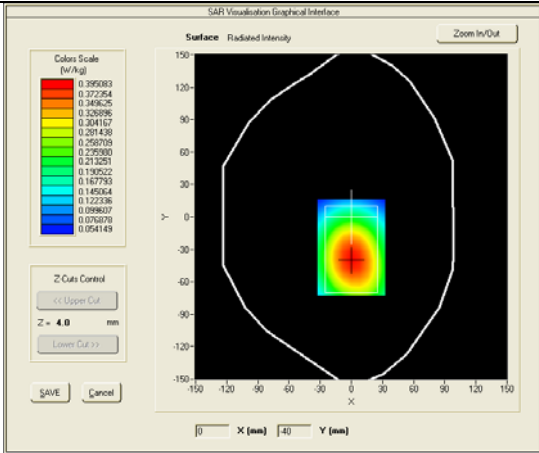 SAR Visualisation Graphical Interface
Surface Radiated Intensity
Zoom In/Out
Colors Scale
(W/kg)
0.395083
0.372354
0.349625
0.326896
0.304167
0.281438
0.258709
0.235980
0.213251
0.190522
0.167793
0.145064
0.122336
0.099607
0.076878
0.054149
Z-Cuts Control
<< Upper Cut
Z = 4.0 mm
Lower Cut >>
SAVE Cancel
150-
120-
90-
60-
30-
0-
-30-
-60-
-90-
-120-
-150-
Y
-150 -120 -90 -60 -30 0 30 60 90 120 150
X
0 X (mm) -40 Y (mm)